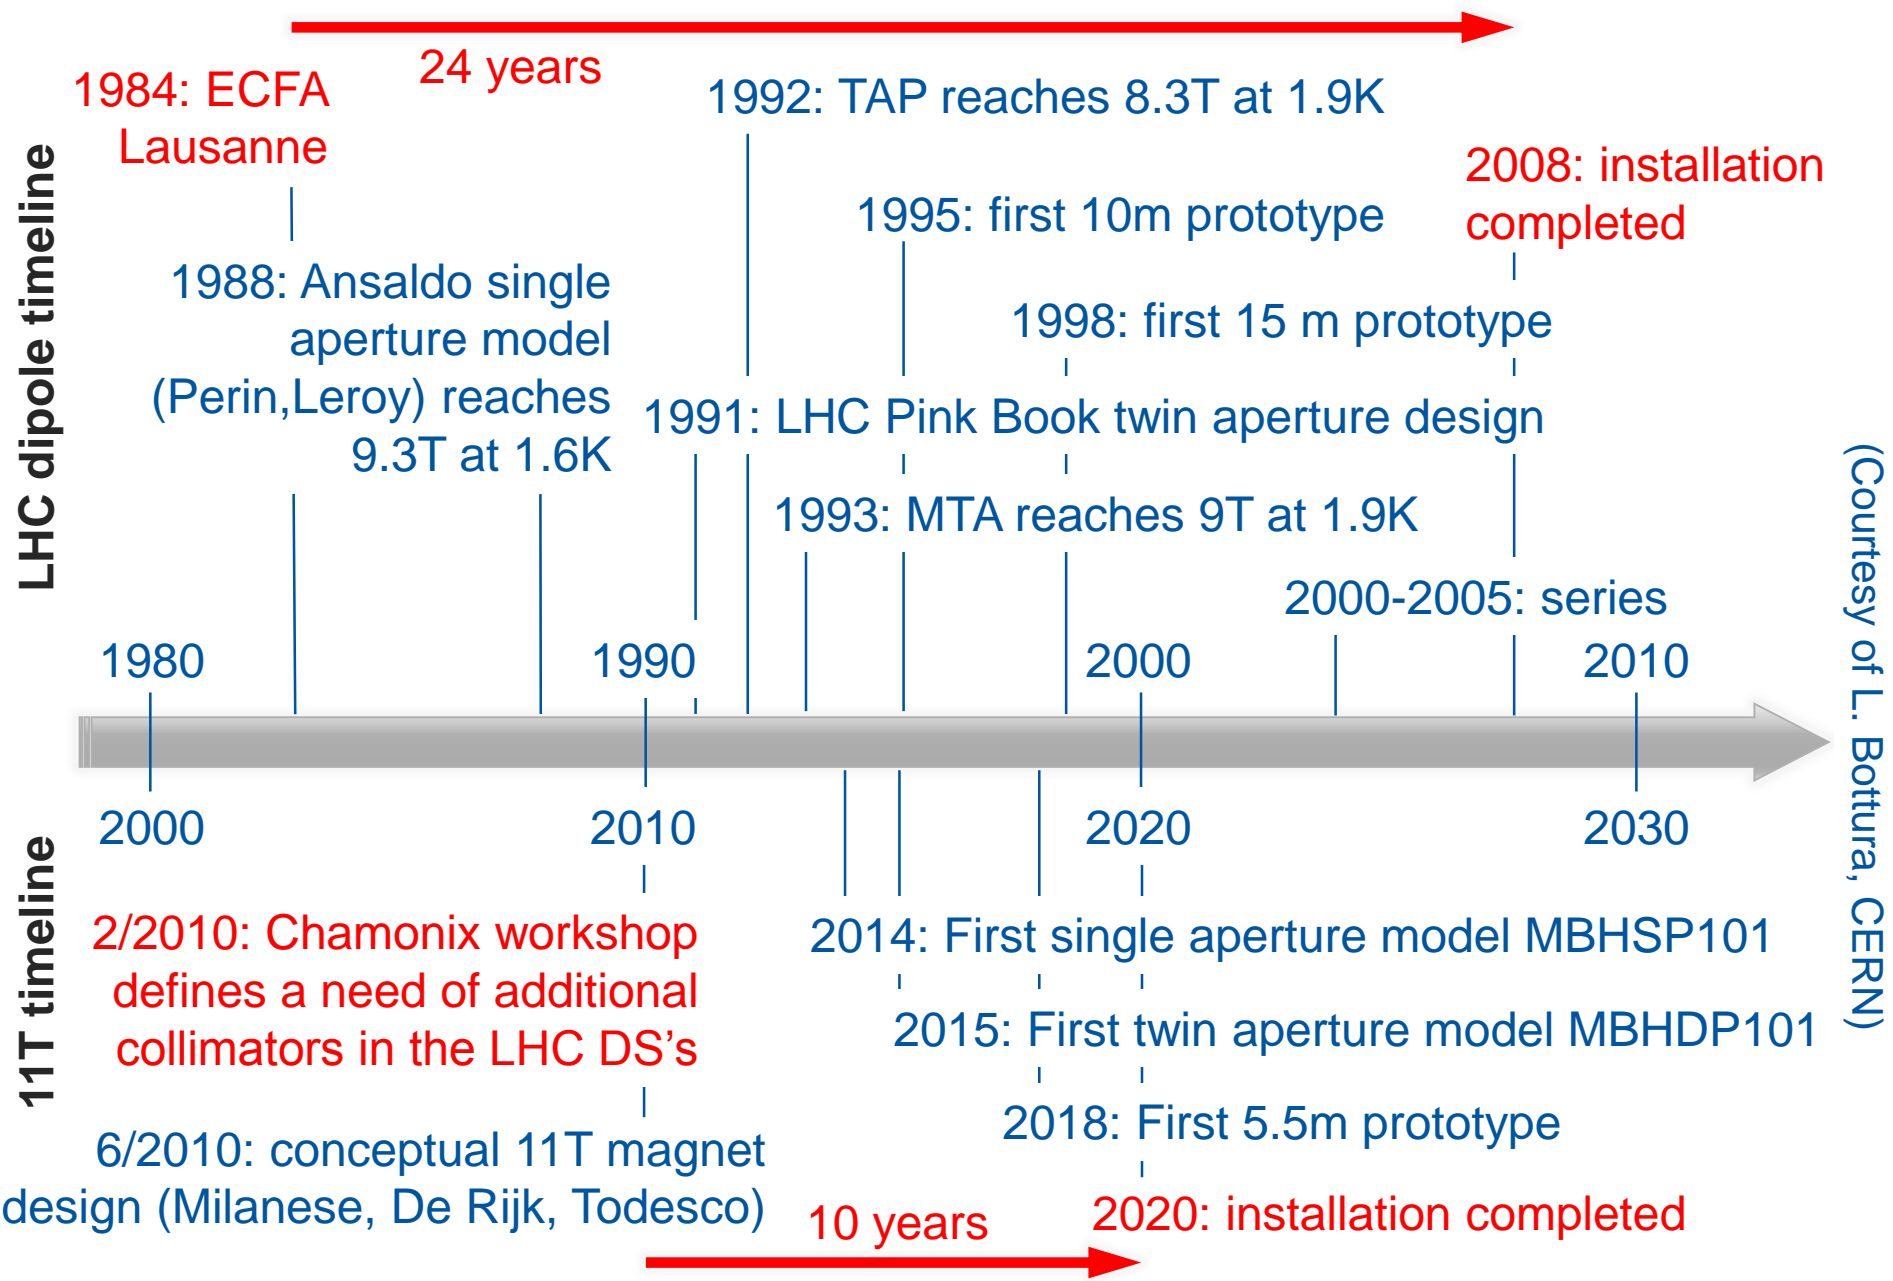 24 years
1984: ECFA
Lausanne
1992: TAP reaches 8.3T at 1.9K
2008: installation
completed
1995: first 10m prototype
1988: Ansaldo single
aperture model
(Perin,Leroy) reaches
9.3T at 1.6K
1998: first 15 m prototype
1991: LHC Pink Book twin aperture design
1993: MTA reaches 9T at 1.9K
2000-2005: series
LHC dipole timeline
1980
1990
2000
2010
2000
2010
2020
2030
11T timeline
2/2010: Chamonix workshop
defines a need of additional
collimators in the LHC DS’s
6/2010: conceptual 11T magnet
design (Milanese, De Rijk, Todesco)
2014: First single aperture model MBHSP101
2015: First twin aperture model MBHDP101
2018: First 5.5m prototype
2020: installation completed
10 years
(Courtesy of L. Bottura, CERN)